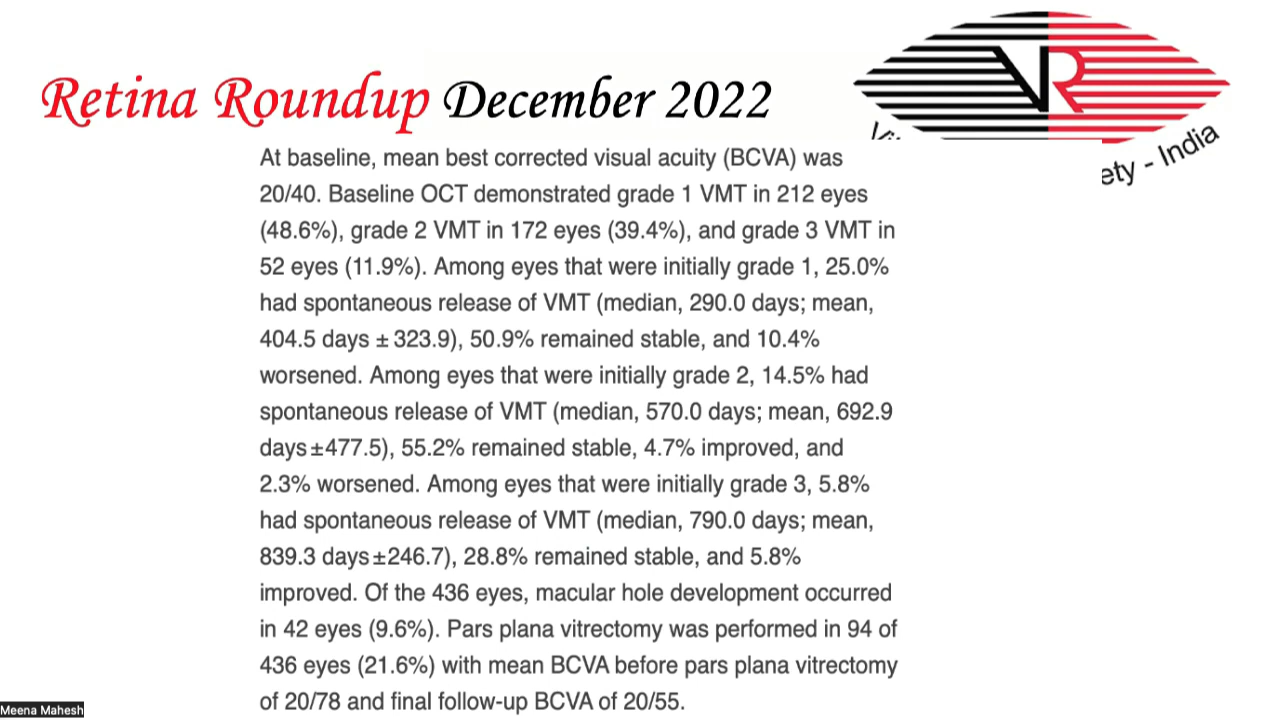 Retina Roundup December 2022
VR
ety - India
At baseline, mean best corrected visual acuity (BCVA) was
20/40. Baseline OCT demonstrated grade 1 VMT in 212 eyes
(48.6%), grade 2 VMT in 172 eyes (39.4%), and grade 3 VMT in
52 eyes (11.9%). Among eyes that were initially grade 1, 25.0%
had spontaneous release of VMT (median, 290.0 days; mean,
404.5 days ± 323.9), 50.9% remained stable, and 10.4%
worsened. Among eyes that were initially grade 2, 14.5% had
spontaneous release of VMT (median, 570.0 days; mean, 692.9
days ±477.5), 55.2% remained stable, 4.7% improved, and
2.3% worsened. Among eyes that were initially grade 3, 5.8%
had spontaneous release of VMT (median, 790.0 days; mean,
839.3 days ±246.7), 28.8% remained stable, and 5.8%
improved. Of the 436 eyes, macular hole development occurred
in 42 eyes (9.6%). Pars plana vitrectomy was performed in 94 of
436 eyes (21.6%) with mean BCVA before pars plana vitrectomy
of 20/78 and final follow-up BCVA of 20/55.
Meena Mahesh